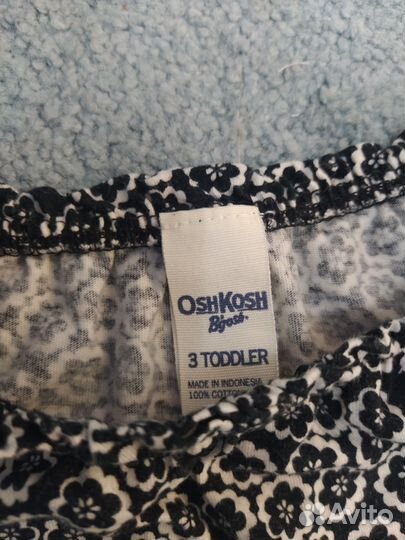 OSHKOSH
B'gosh.
3 TODDLER
MADE IN INDONESIA
100% COTTON
Avito